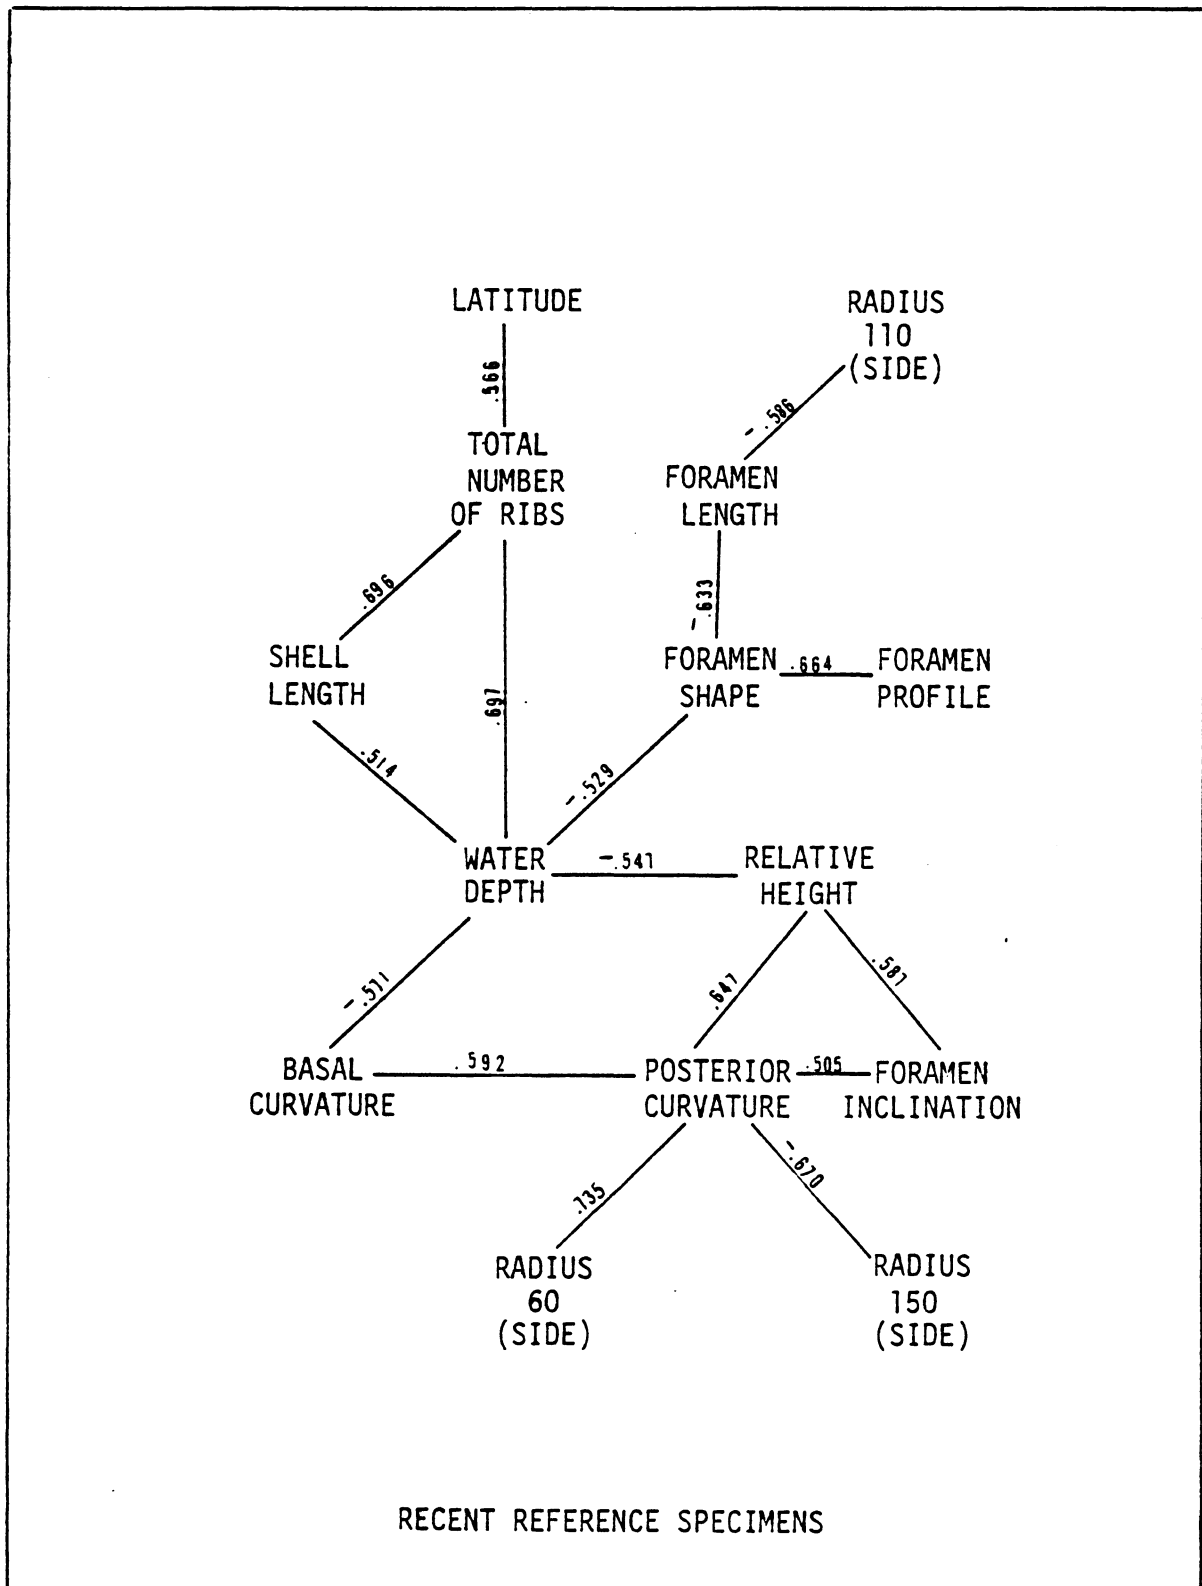 LATITUDE
RADIUS
110
(SIDE)
.566
-.586
TOTAL
NUMBER
OF RIBS
FORAMEN
LENGTH
.696
-.633
SHELL
LENGTH
.697
FORAMEN
SHAPE
.664
FORAMEN
PROFILE
.514
-.529
WATER
DEPTH
-.541
RELATIVE
HEIGHT
-.511
.641
.581
BASAL
CURVATURE
.592
POSTERIOR
CURVATURE
.505
FORAMEN
INCLINATION
.735
-.670
RADIUS
60
(SIDE)
RADIUS
150
(SIDE)
RECENT REFERENCE SPECIMENS